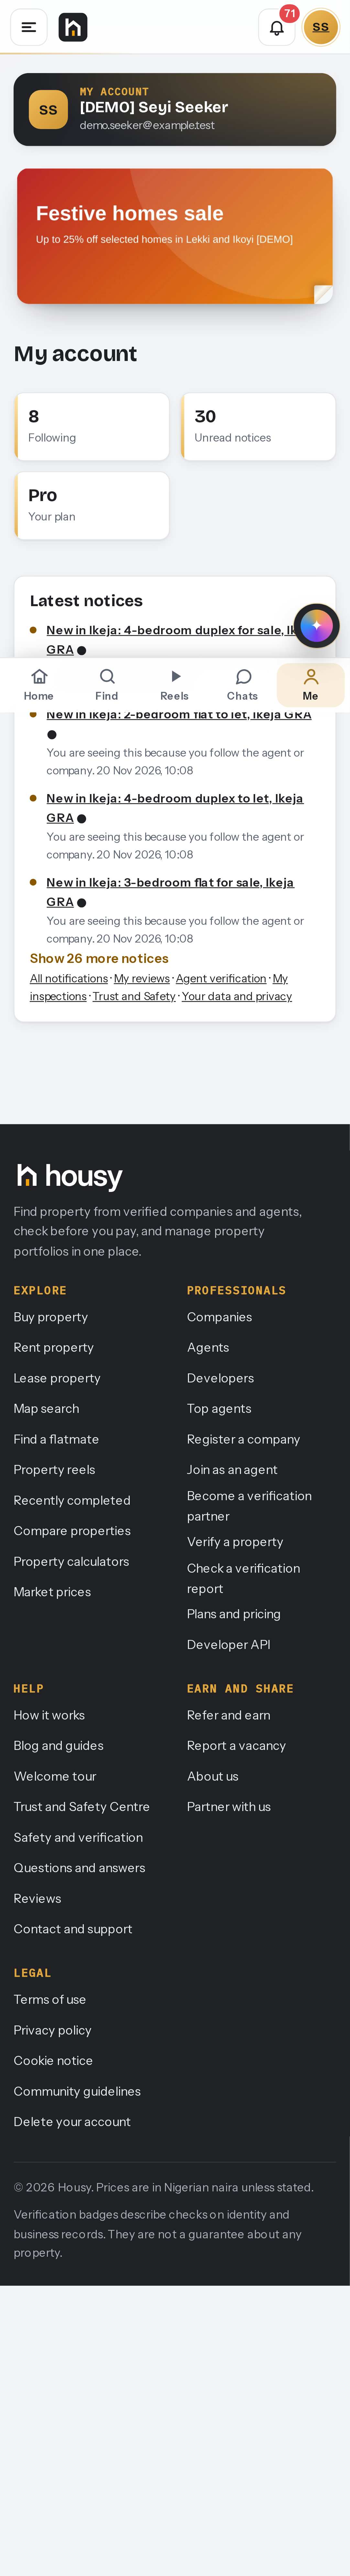 71
SS
SS
MY ACCOUNT
[DEMO] Seyi Seeker
demo.seeker@example.test
Festive homes sale
Up to 25% off selected homes in Lekki and Ikoyi [DEMO]
My account
8
Following
30
Unread notices
Pro
Your plan
Latest notices
New in Ikeja: 4-bedroom duplex for sale,
GRA
Home
Find
Reels
Chats
Me
New in Ikeja: 2-bedroom flat to let, Ikeja GRA
You are seeing this because you follow the agent or
company. 20 Nov 2026, 10:08
New in Ikeja: 4-bedroom duplex to let, Ikeja
GRA
You are seeing this because you follow the agent or
company. 20 Nov 2026, 10:08
New in Ikeja: 3-bedroom flat for sale, Ikeja
GRA
You are seeing this because you follow the agent or
company. 20 Nov 2026, 10:08
Show 26 more notices
All notifications · My reviews · Agent verification · My
inspections · Trust and Safety · Your data and privacy
housy
Find property from verified companies and agents,
check before you pay, and manage property
portfolios in one place.
EXPLORE
Buy property
Rent property
Lease property
Map search
Find a flatmate
Property reels
Recently completed
Compare properties
Property calculators
Market prices
PROFESSIONALS
Companies
Agents
Developers
Top agents
Register a company
Join as an agent
Become a verification
partner
Verify a property
Check a verification
report
Plans and pricing
Developer API
HELP
How it works
Blog and guides
Welcome tour
Trust and Safety Centre
Safety and verification
Questions and answers
Reviews
Contact and support
EARN AND SHARE
Refer and earn
Report a vacancy
About us
Partner with us
LEGAL
Terms of use
Privacy policy
Cookie notice
Community guidelines
Delete your account
© 2026 Housy. Prices are in Nigerian naira unless stated.
Verification badges describe checks on identity and
business records. They are not a guarantee about any
property.